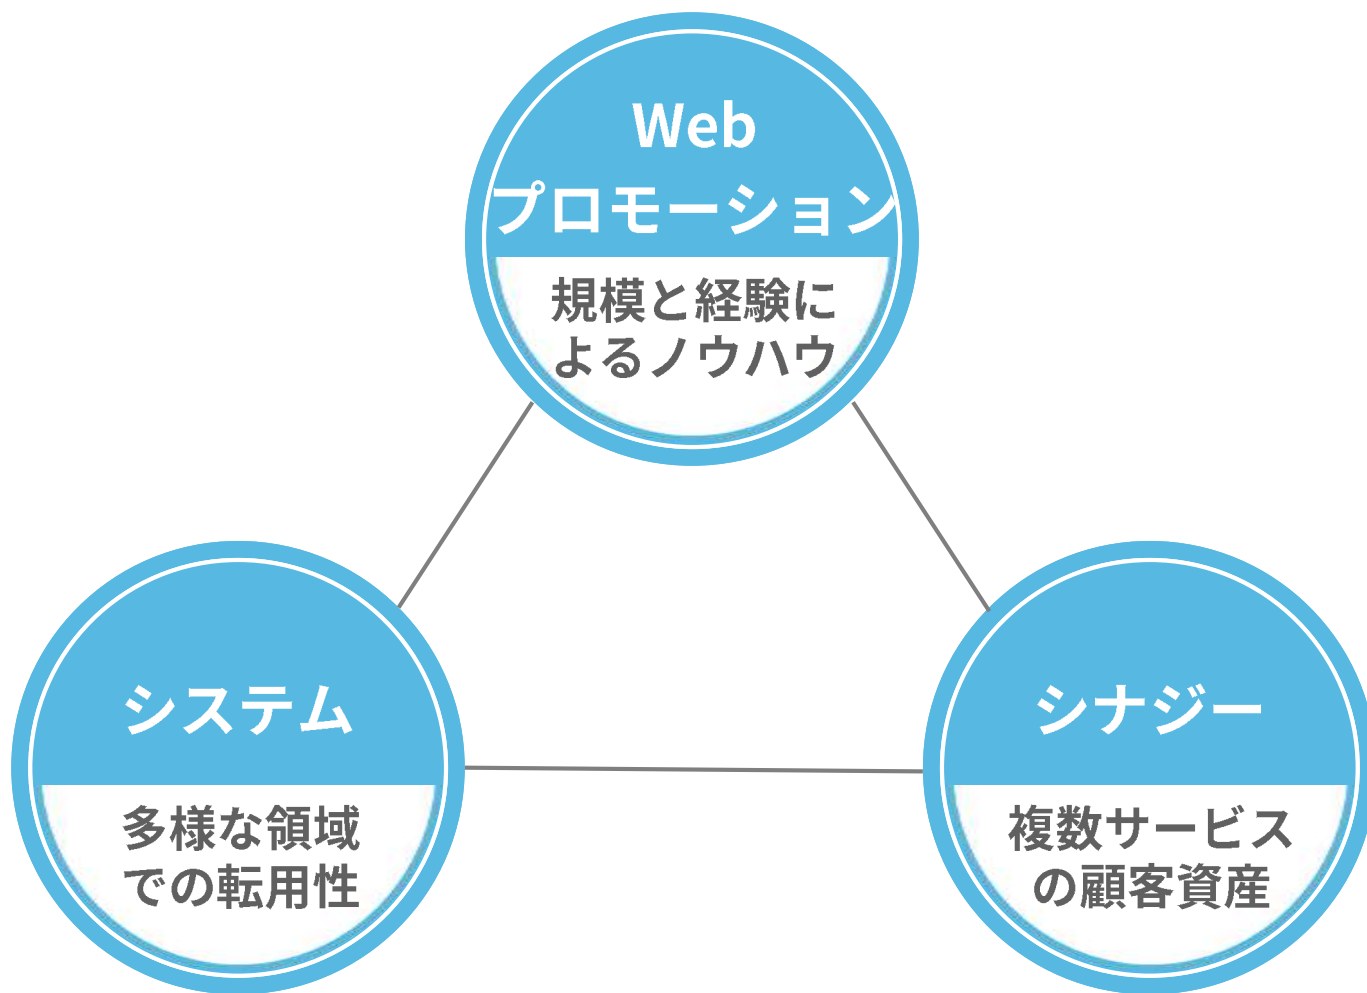 Web
プロモーション
規模と経験に
よるノウハウ
システム
多様な領域
での転用性
シナジー
複数サービス
の顧客資産